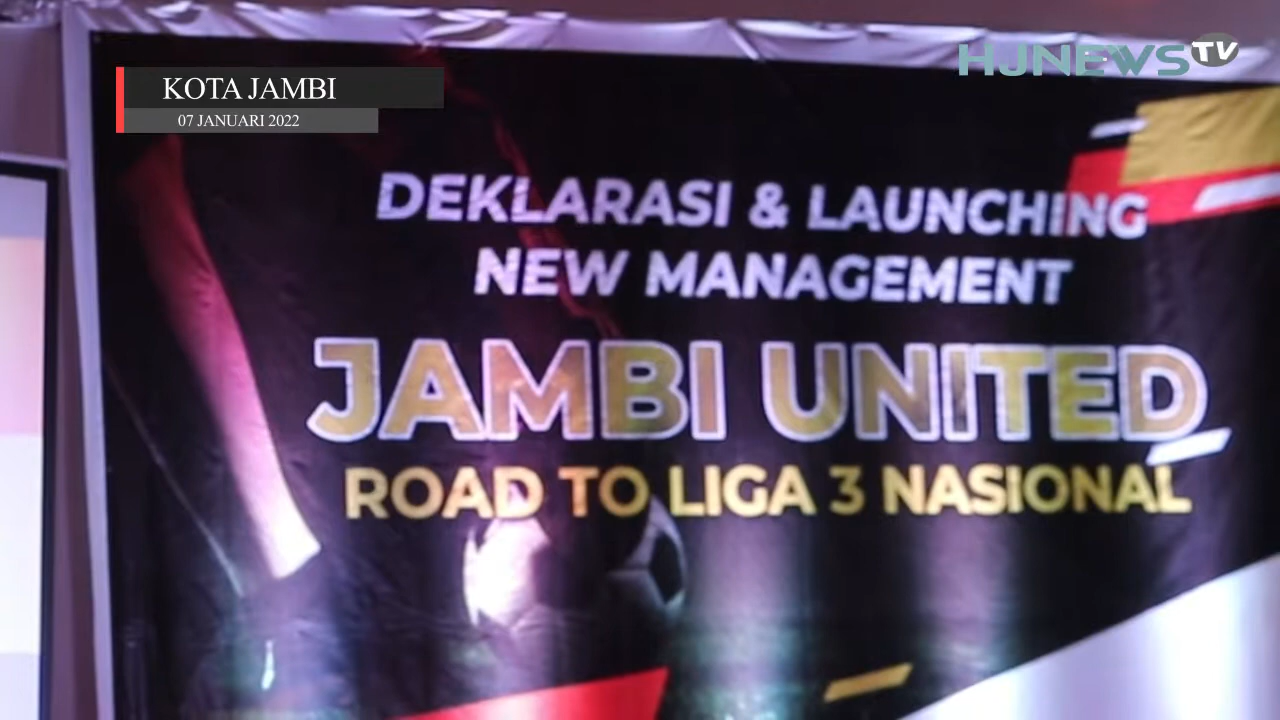 HJNEWS TV
KOTA JAMBI
07 JANUARI 2022
DEKLARASI & LAUNCHING
NEW MANAGEMENT
JAMBI UNITED
ROAD TO LIGA 3 NASIONAL